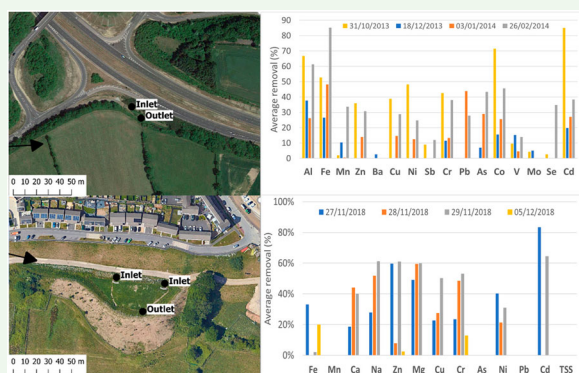 Inlet
Outlet
0 10 20 30 40 50 m
90
80
70
60
50
40
30
20
10
0
Average removal (%)
31/10/2013 18/12/2013 03/01/2014 26/02/2014
Al Fe Mn Zn Ba Cu Ni Sb Cr Pb As Co V Mo Se Cd
Inlet
Inlet
Outlet
0 10 20 30 40 50 m
100%
80%
60%
40%
20%
0%
Average removal (%)
27/11/2018 28/11/2018 29/11/2018 05/12/2018
Fe Mn Ca Na Zn Mg Cu Cr As Ni Pb Cd TSS